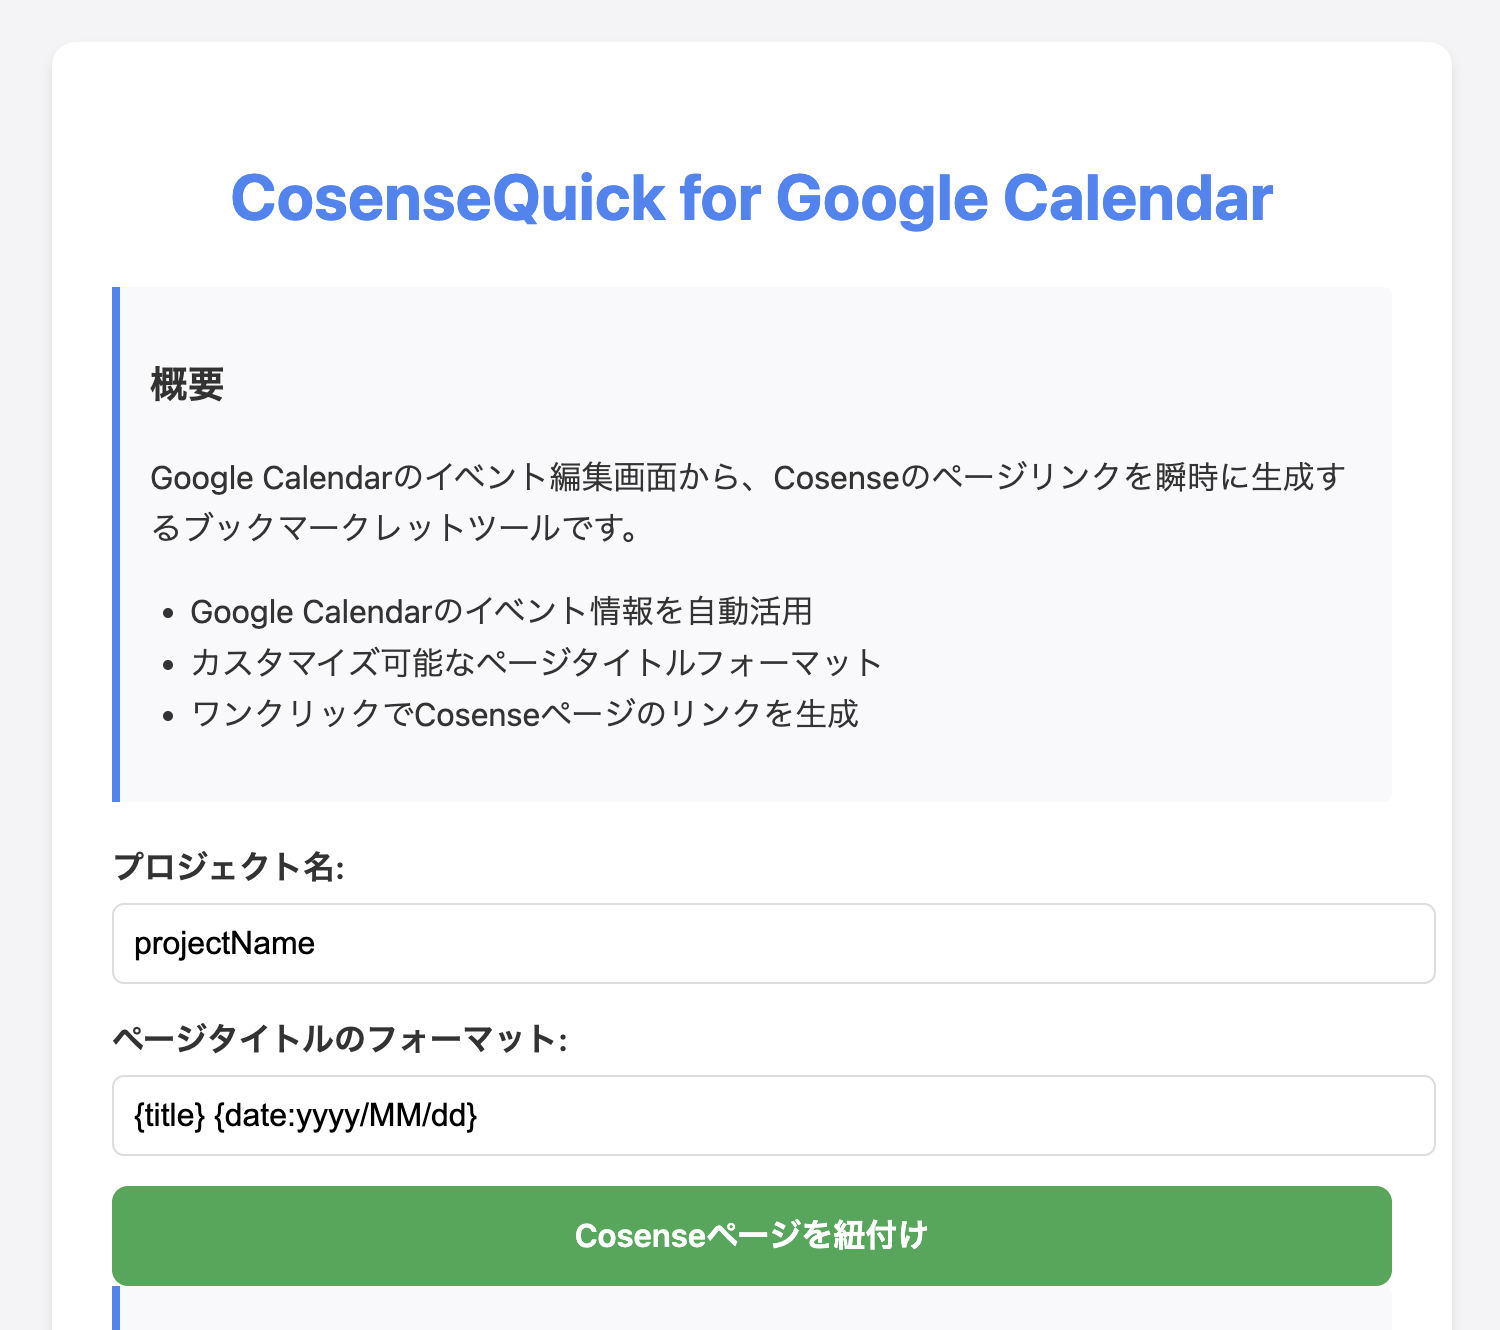 CosenseQuick for Google Calendar
概要
Google Calendarのイベント編集画面から、Cosenseのページリンクを瞬時に生成す
るブックマークレットツールです。
• Google Calendarのイベント情報を自動活用
• カスタマイズ可能なページタイトルフォーマット
• ワンクリックでCosenseページのリンクを生成
プロジェクト名:
projectName
ページタイトルのフォーマット:
{title} {date:yyyy/MM/dd}
Cosenseページを紐付け